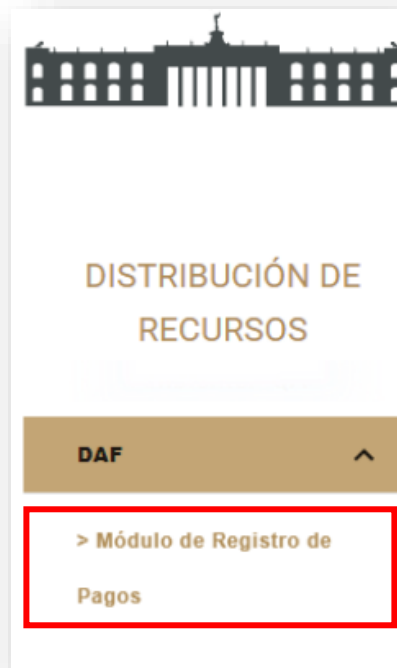 DISTRIBUCIÓN DE
RECURSOS
DAF
> Módulo de Registro de
Pagos